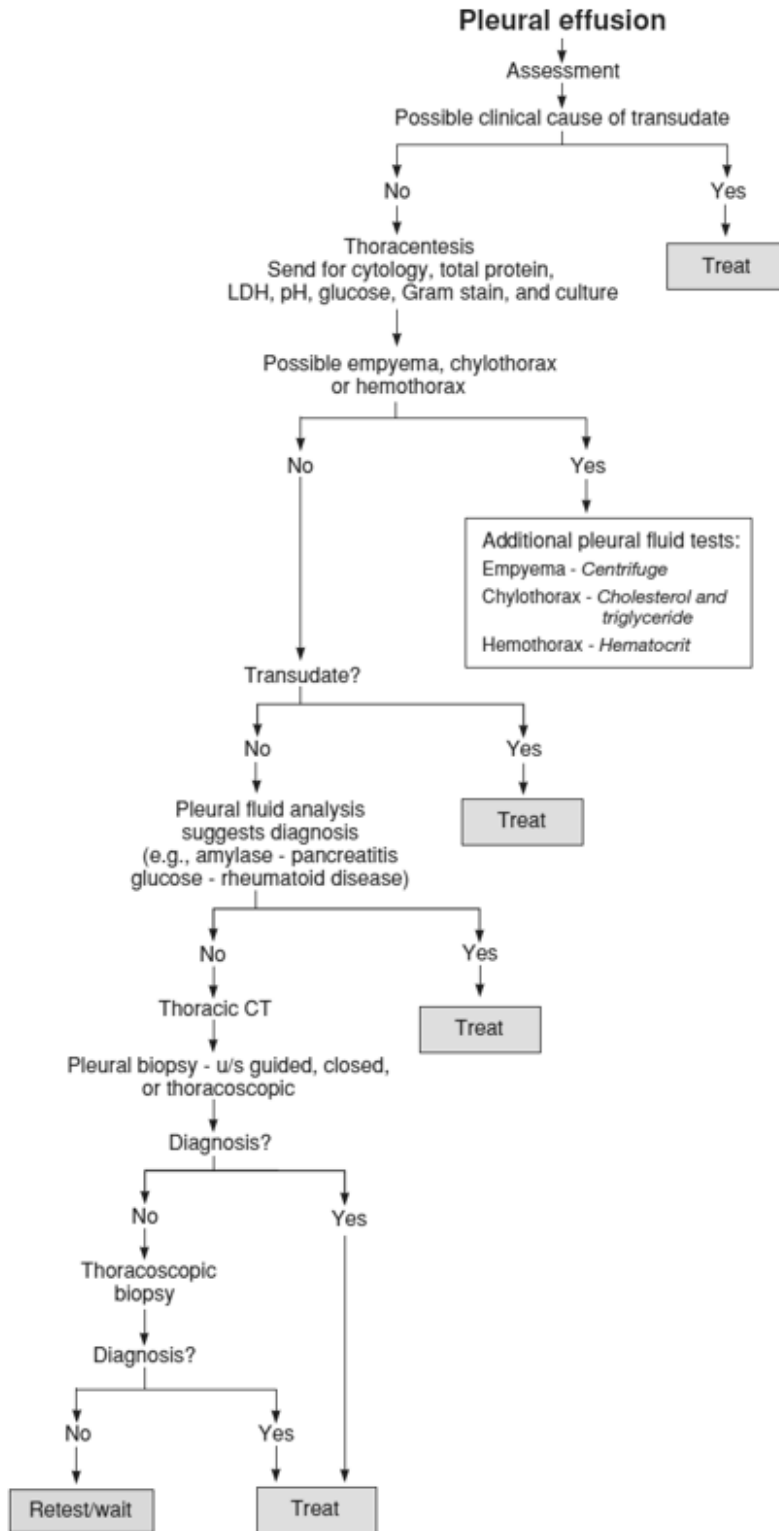 Pleural effusion
Assessment
Possible clinical cause of transudate
No
Yes
Thoracentesis
Send for cytology, total protein,
LDH, pH, glucose, Gram stain, and culture
Treat
Possible empyema, chylothorax
or hemothorax
No
Yes
Additional pleural fluid tests:
Empyema - Centrifuge
Chylothorax - Cholesterol and
triglyceride
Hemothorax - Hematocrit
Transudate?
No
Yes
Pleural fluid analysis
suggests diagnosis
(e.g., amylase - pancreatitis
glucose - rheumatoid disease)
Treat
No
Yes
Thoracic CT
Treat
Pleural biopsy - u/s guided, closed,
or thoracoscopic
Diagnosis?
No
Yes
Thoracoscopic
biopsy
Diagnosis?
No
Yes
Retest/wait
Treat